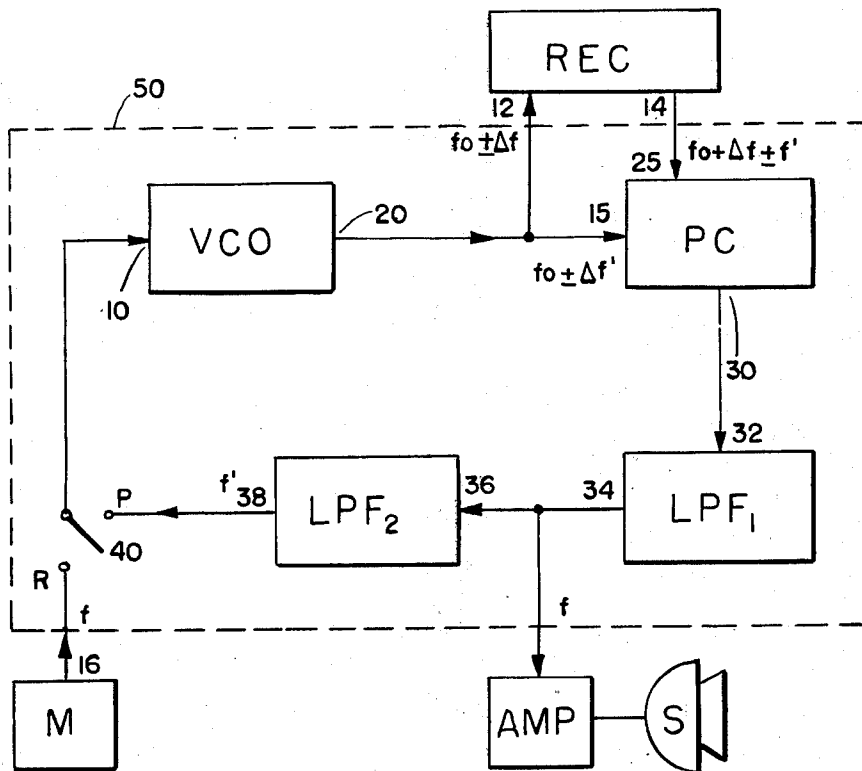 REC
50
12
14
fo ± Δf
fo + Δf ± f'
25
20
15
VCO
PC
10
fo ± Δf'
30
32
f'
38
36
34
P
LPF₂
LPF₁
40
R
f
f
16
M
AMP
S